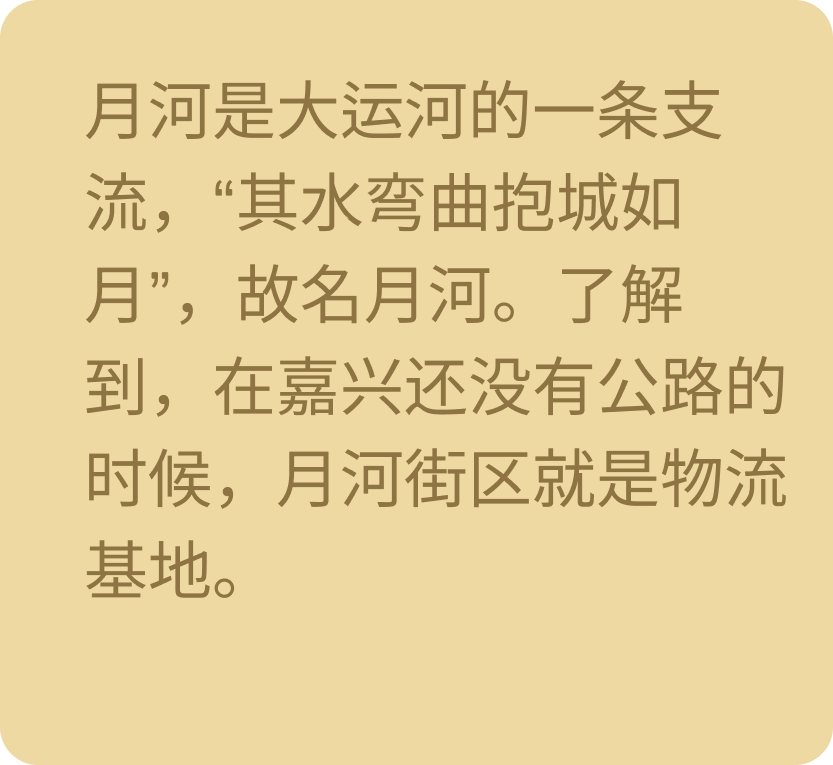 月河是大运河的一条支
流，“其水弯曲抱城如
月”，故名月河。了解
到，在嘉兴还没有公路的
时候，月河街区就是物流
基地。